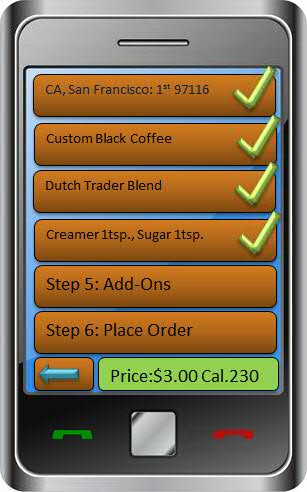 CA, San Francisco: 1st 97116
Custom Black Coffee
Dutch Trader Blend
Creamer 1tsp., Sugar 1tsp.
Step 5: Add-Ons
Step 6: Place Order
Price:$3.00 Cal.230